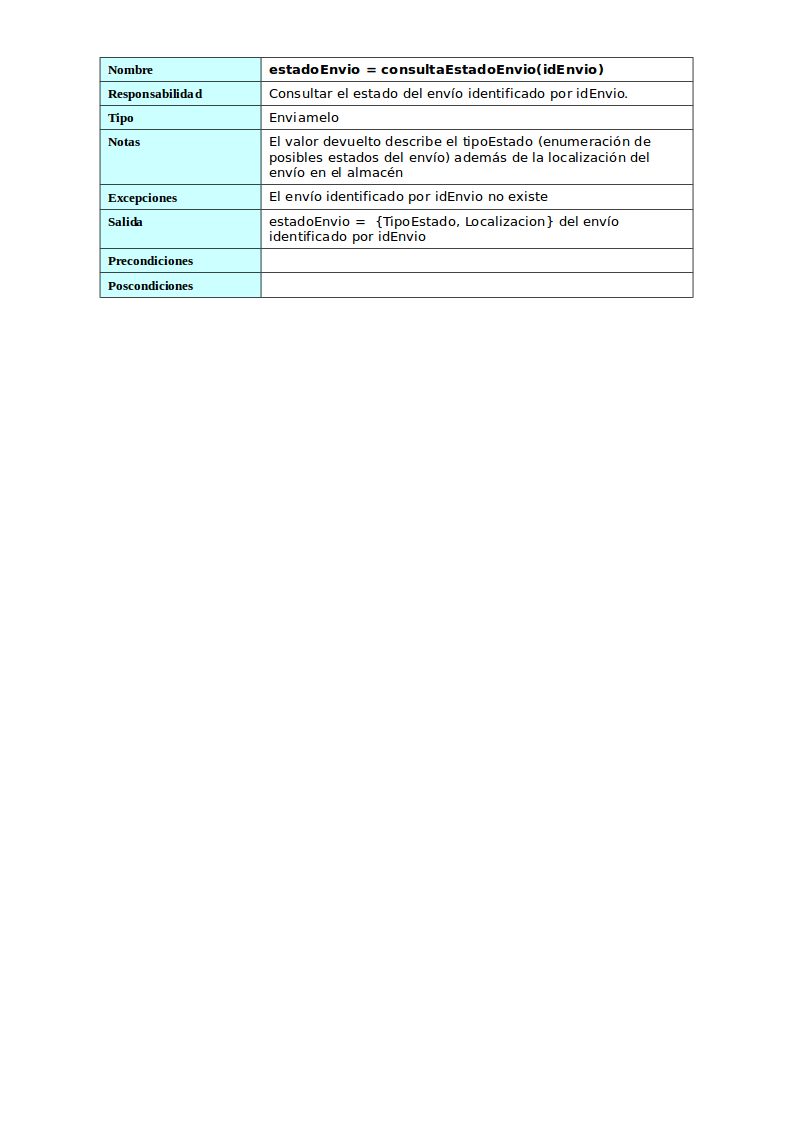 Nombre estadoEnvio = consultaEstadoEnvio(idEnvio)
Responsabilidad Consultar el estado del envío identificado por idEnvio.
Tipo Enviamelo
Notas El valor devuelto describe el tipoEstado (enumeración de
posibles estados del envío) además de la localización del
envío en el almacén
Excepciones El envío identificado por idEnvio no existe
Salida estadoEnvio = {TipoEstado, Localizacion} del envío
identificado por idEnvio
Precondiciones
Poscondiciones